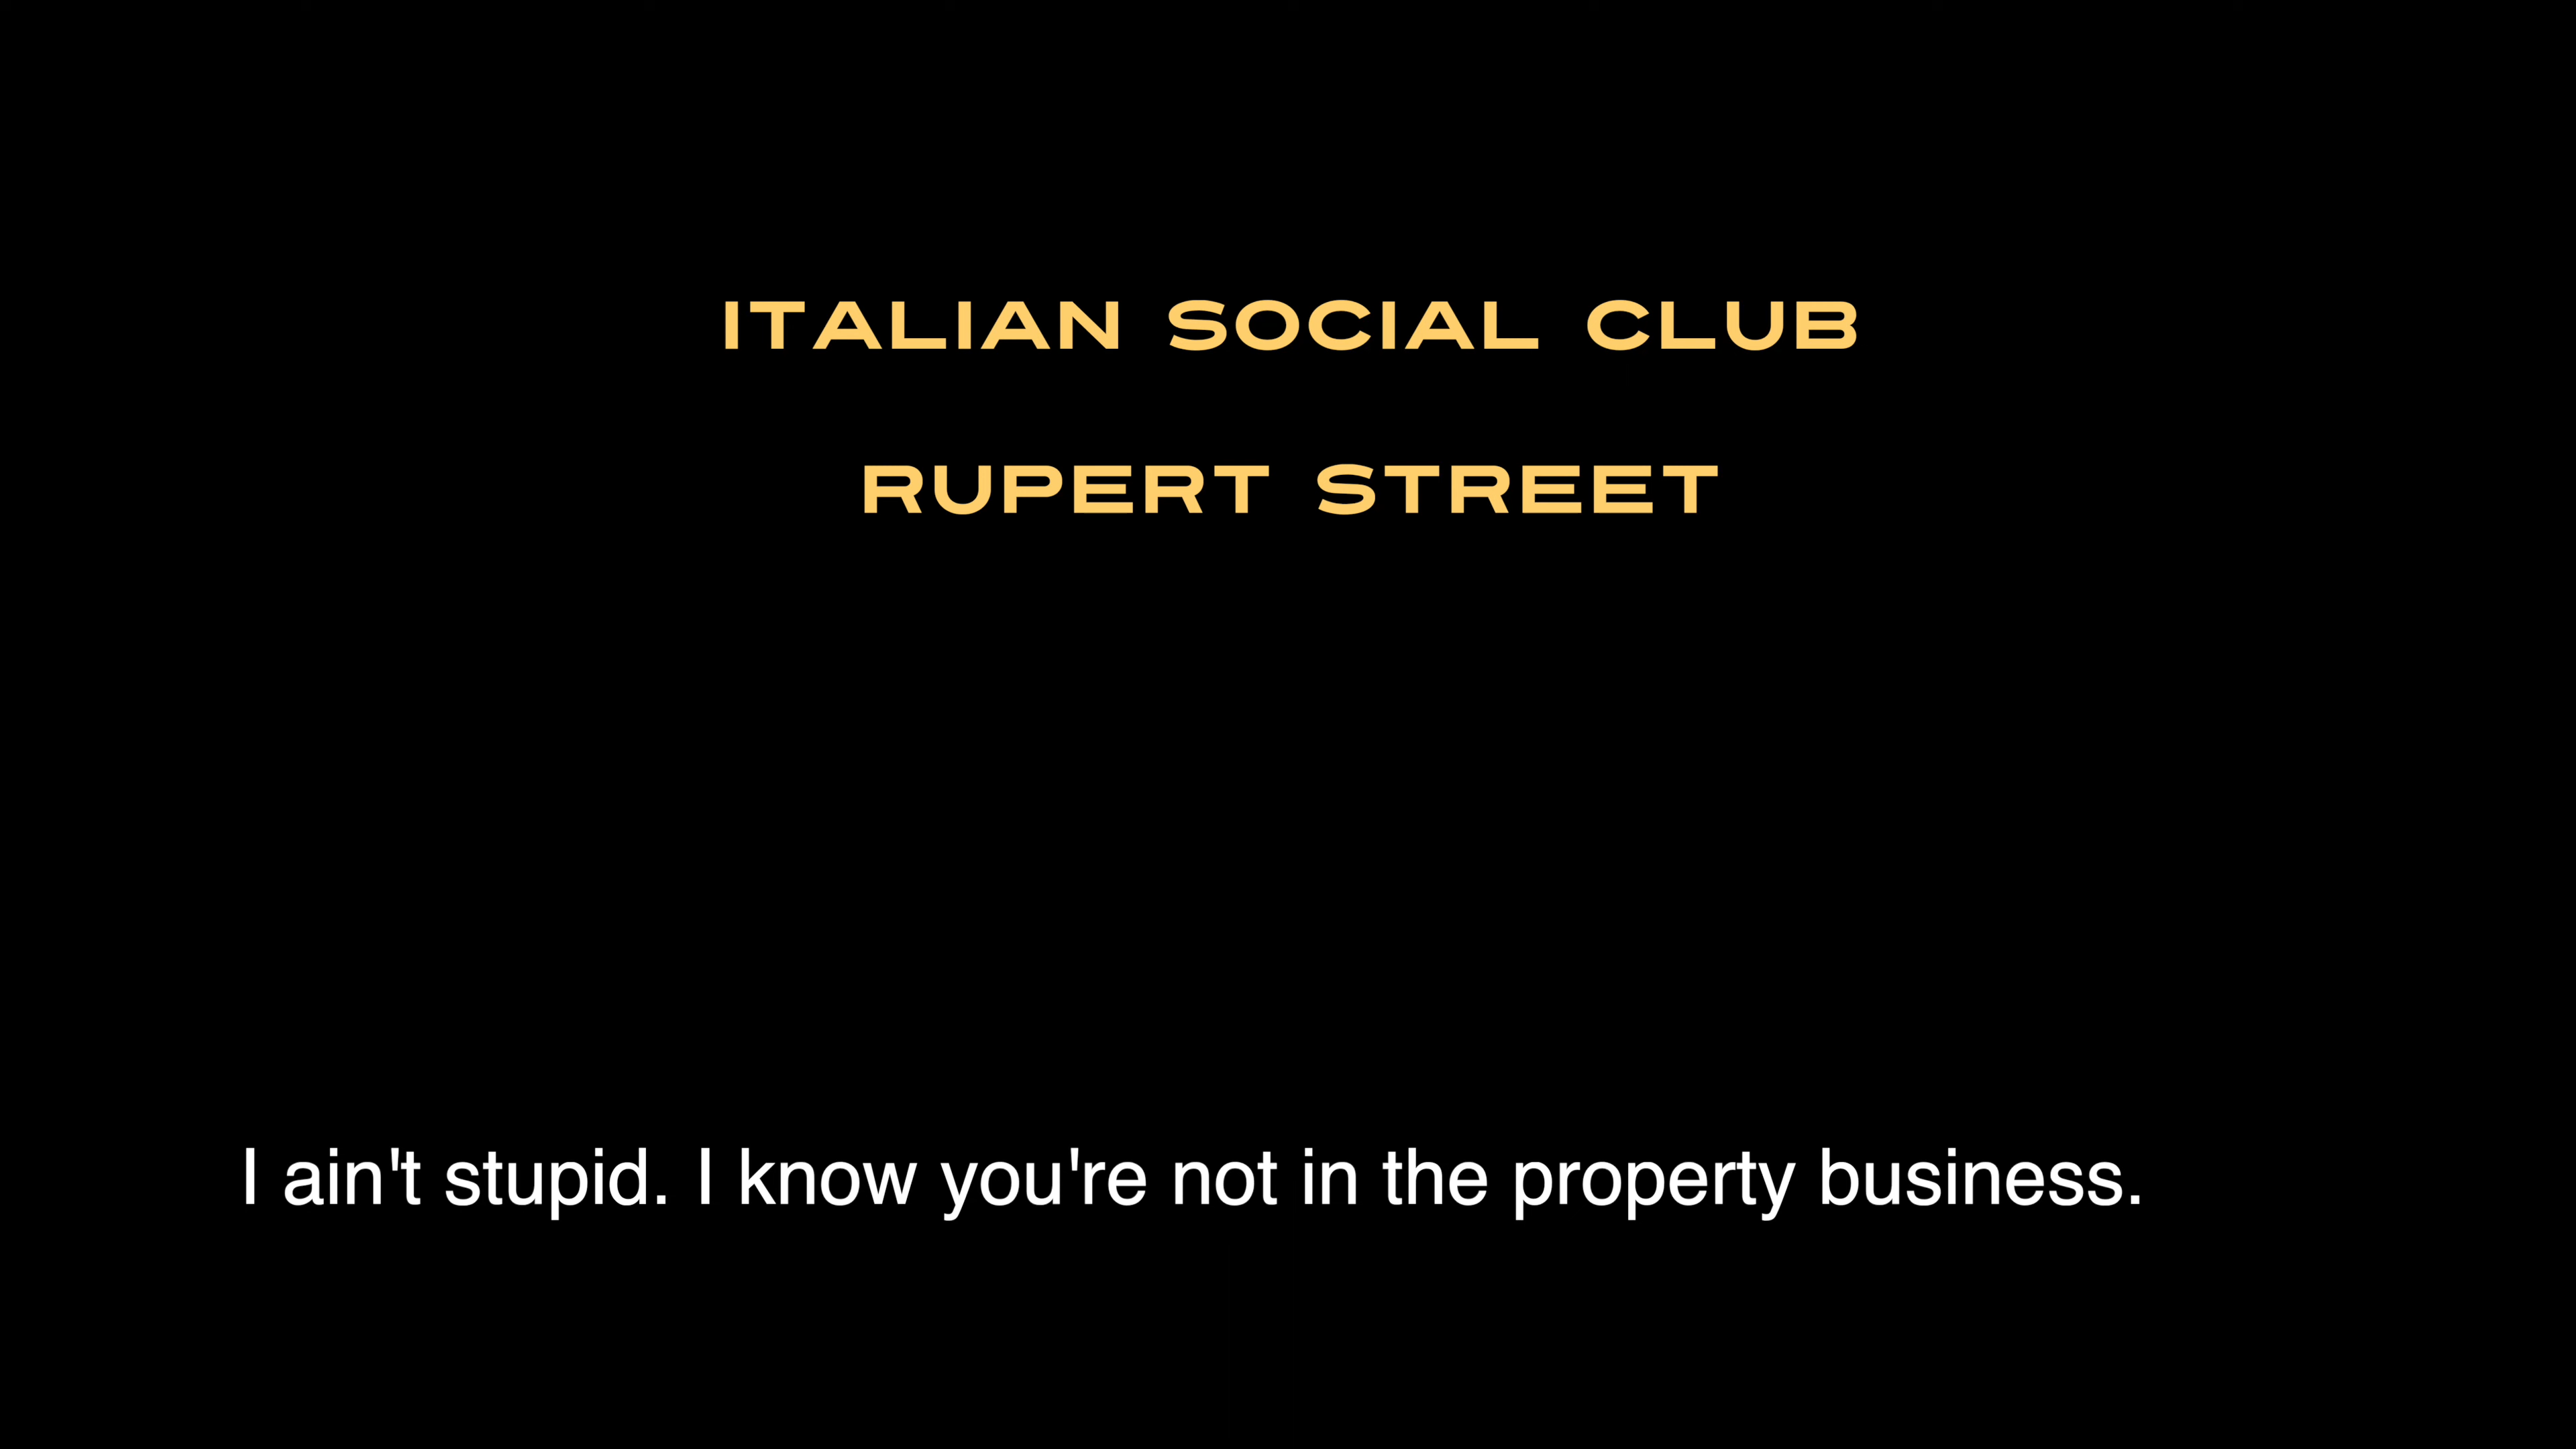 ITALIAN SOCIAL CLUB
RUPERT STREET
I ain't stupid. I know you're not in the property business.